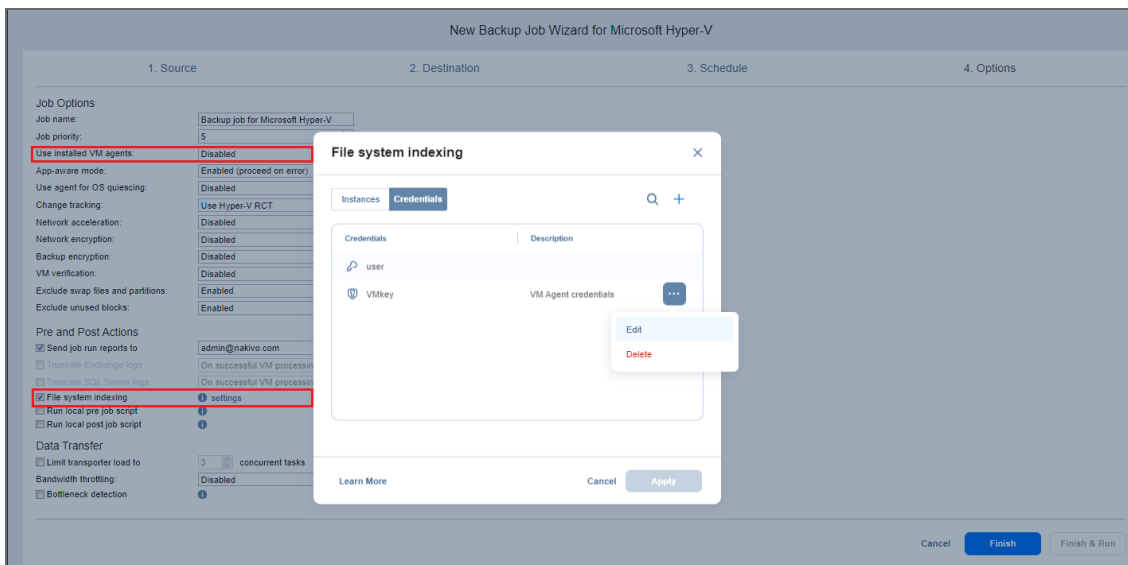 New Backup Job Wizard for Microsoft Hyper-V
1. Source 2. Destination 3. Schedule 4. Options
Job Options
Job name: Backup job for Microsoft Hyper-V
Job priority: 5
Use installed VM agents: Disabled
App-aware mode: Enabled (proceed on error)
Use agent for OS quiescing: Disabled
Change tracking: Use Hyper-V RCT
Network acceleration: Disabled
Network encryption: Disabled
Backup encryption: Disabled
VM verification: Disabled
Exclude swap files and partitions: Enabled
Exclude unused blocks: Enabled
Pre and Post Actions
Send job run reports to admin@nakivo.com
Truncate Exchange logs On successful VM processin
Truncate SQL Server logs On successful VM processin
File system indexing settings
Run local pre job script
Run local post job script
Data Transfer
Limit transporter load to 3 concurrent tasks
Bandwidth throttling: Disabled
Bottleneck detection
File system indexing
Instances Credentials
Credentials Description
user
VMkey VM Agent credentials
Edit
Delete
Learn More Cancel Apply
Cancel Finish Finish & Run